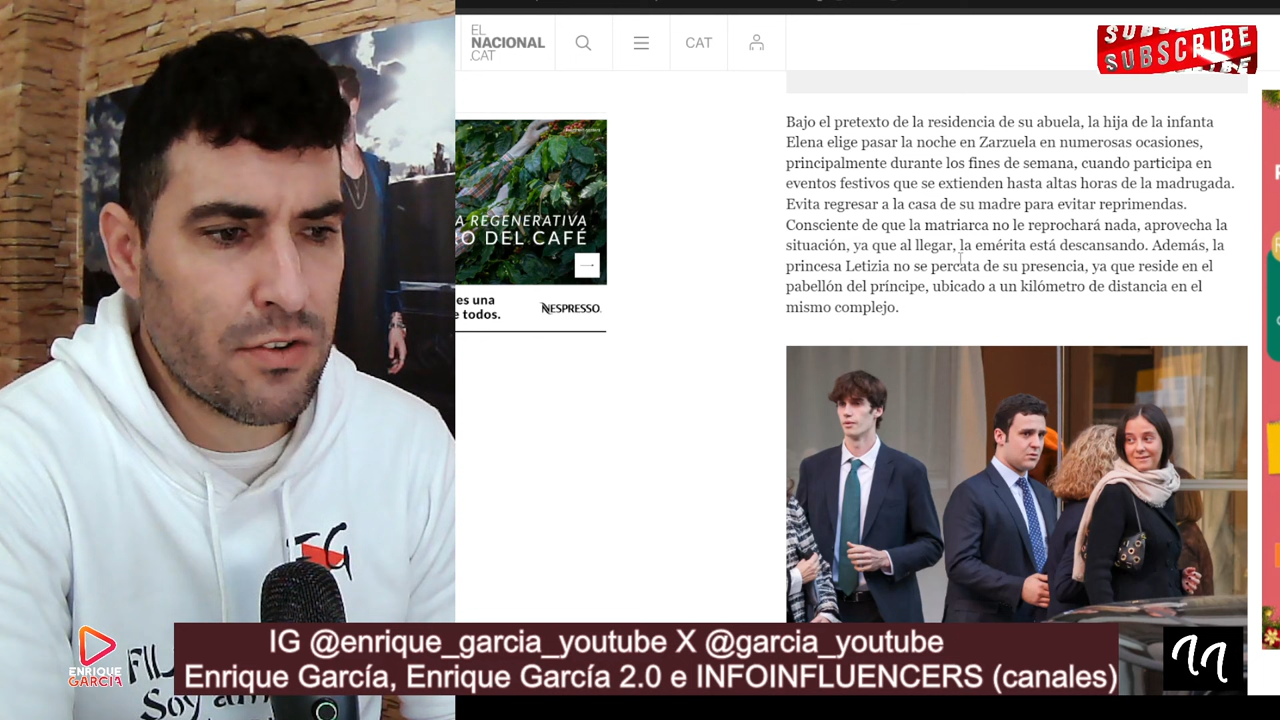 EL
NACIONAL
.CAT
CAT
SUBSCRIBE
Bajo el pretexto de la residencia de su abuela, la hija de la infanta
Elena elige pasar la noche en Zarzuela en numerosas ocasiones,
principalmente durante los fines de semana, cuando participa en
eventos festivos que se extienden hasta altas horas de la madrugada.
Evita regresar a la casa de su madre para evitar reprimendas.
Consciente de que la matriarca no le reprochará nada, aprovecha la
situación, ya que al llegar, la emérita está descansando. Además, la
princesa Letizia no se percata de su presencia, ya que reside en el
pabellón del príncipe, ubicado a un kilómetro de distancia en el
mismo complejo.
A REGENERATIVA
O DEL CAFÉ
es una
e todos.
NESPRESSO.
EG
FIL
Soy am
ENRIQUE
GARCÍA
IG @enrique_garcia_youtube X @garcia_youtube
Enrique García, Enrique García 2.0 e INFOINFLUENCERS (canales)